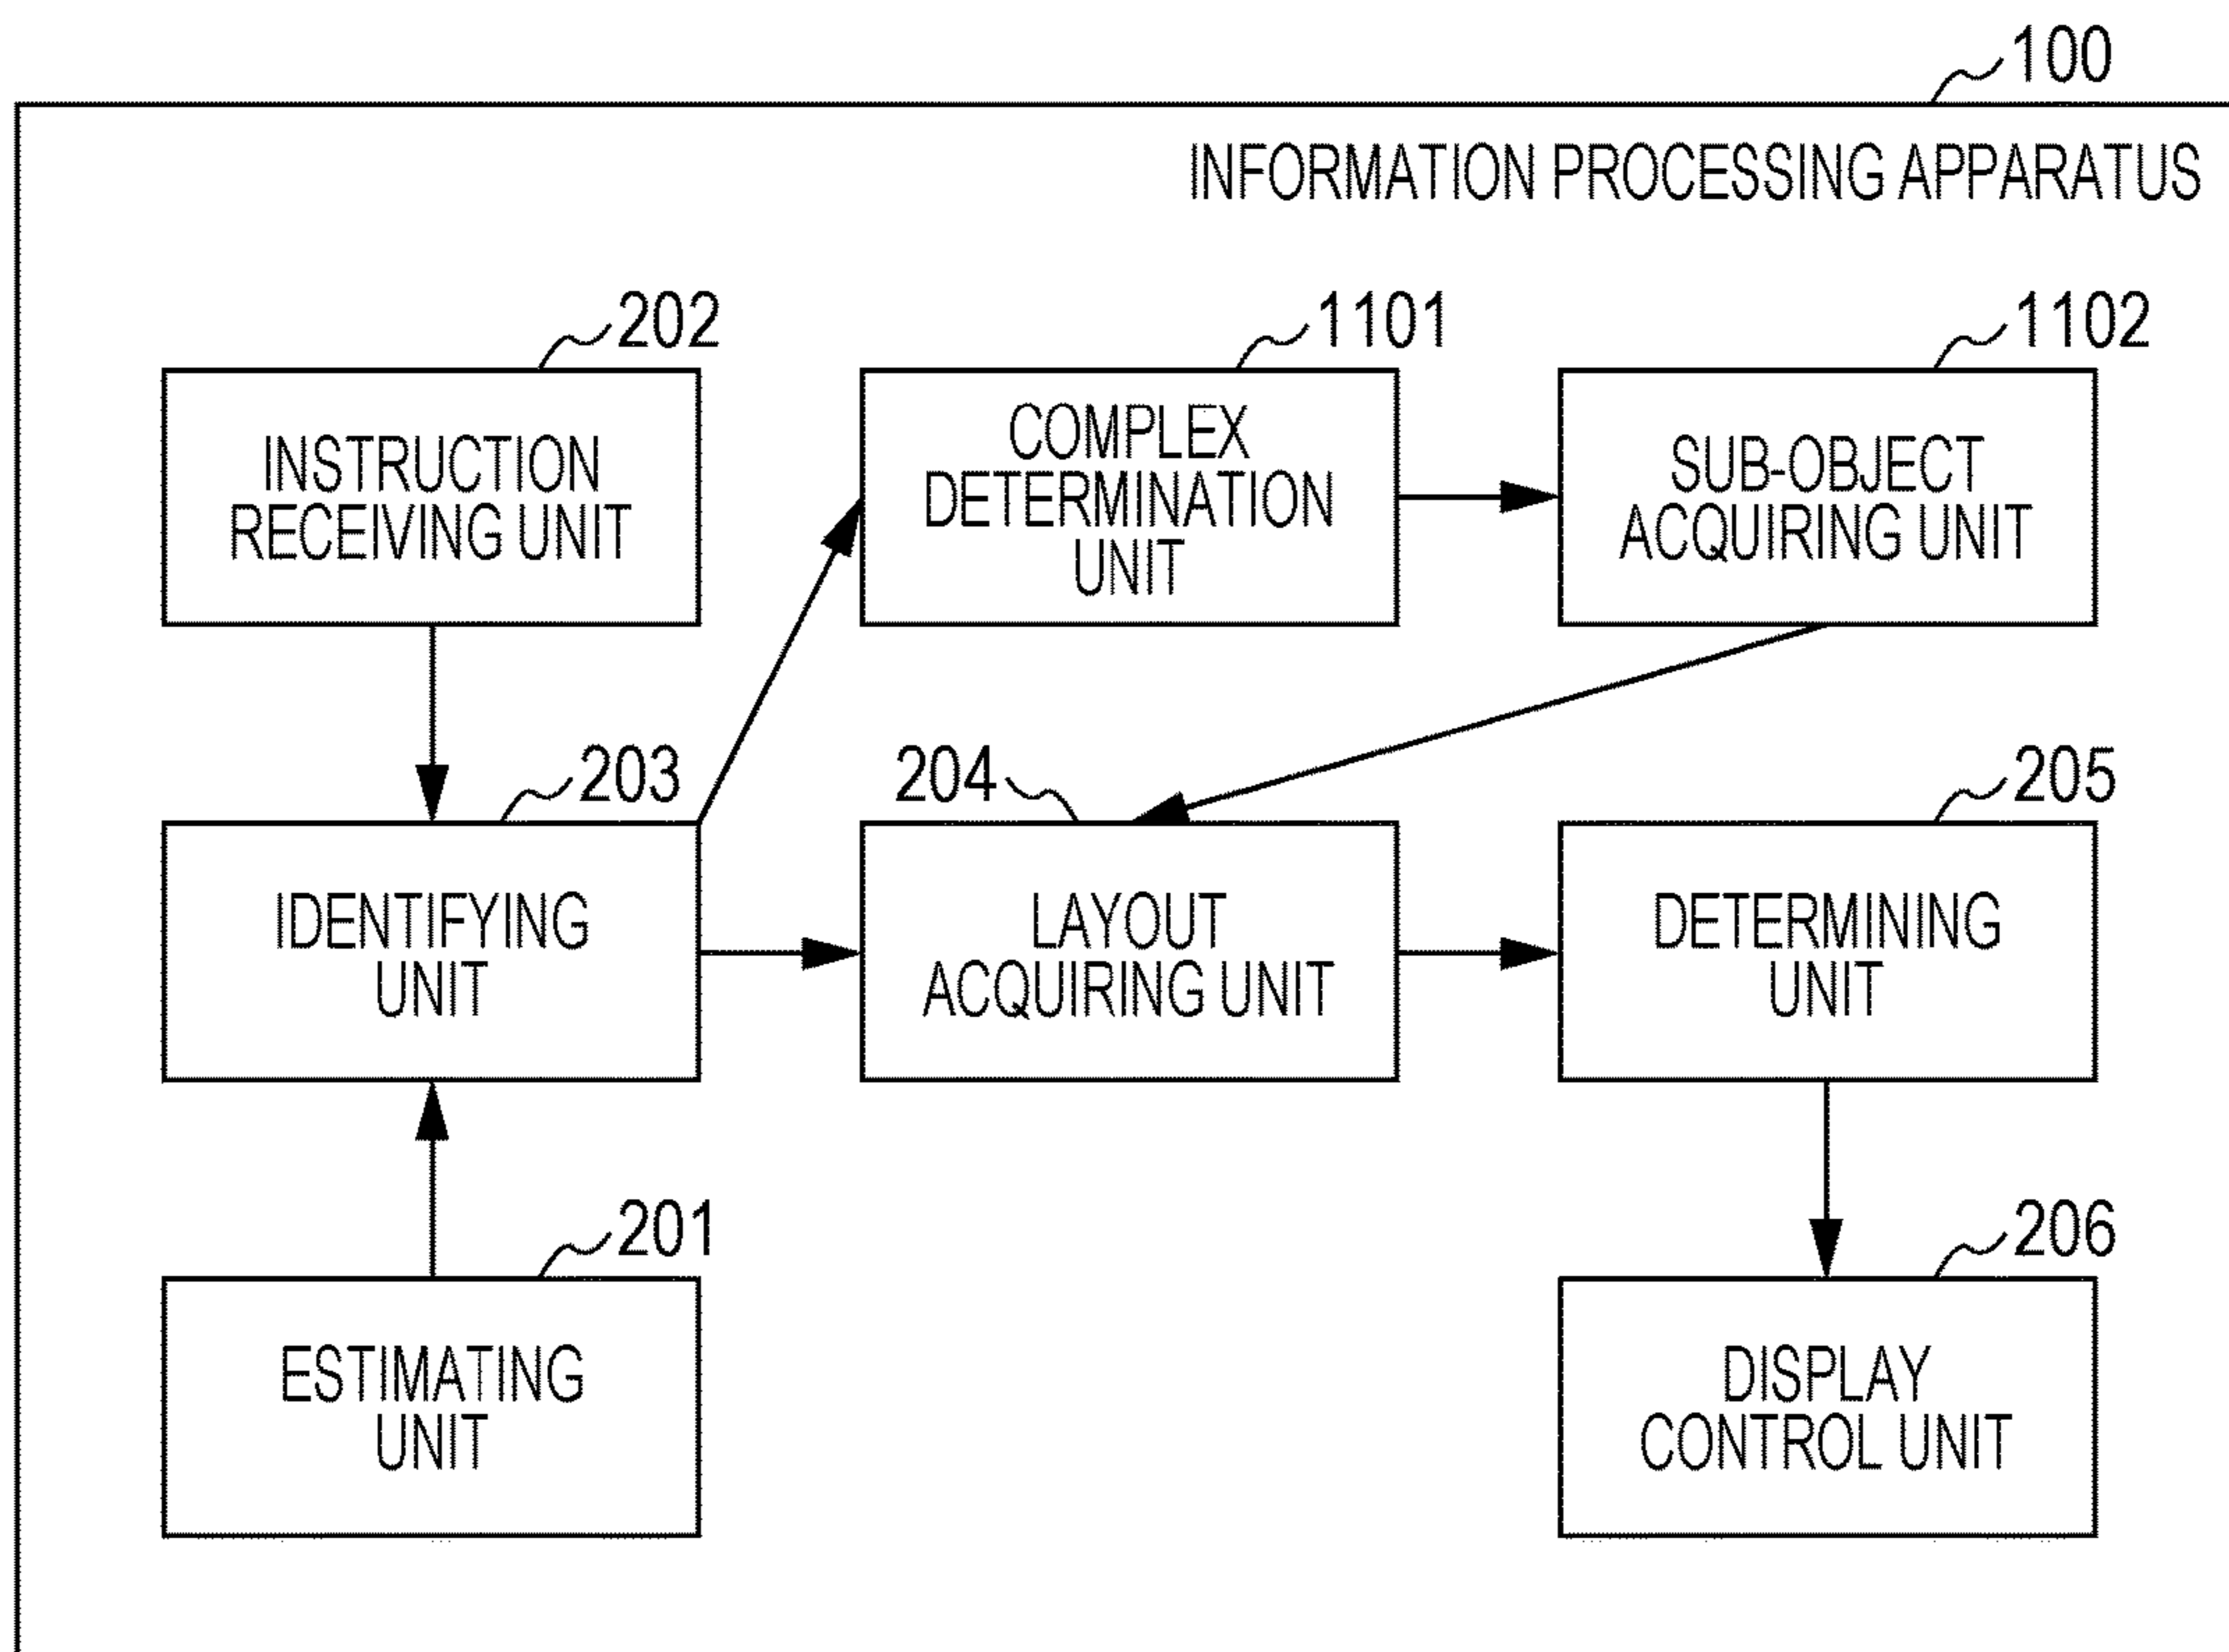 100
INFORMATION PROCESSING APPARATUS
202
1101
1102
INSTRUCTION
RECEIVING UNIT
COMPLEX
DETERMINATION
UNIT
SUB-OBJECT
ACQUIRING UNIT
203
204
205
IDENTIFYING
UNIT
LAYOUT
ACQUIRING UNIT
DETERMINING
UNIT
201
206
ESTIMATING
UNIT
DISPLAY
CONTROL UNIT